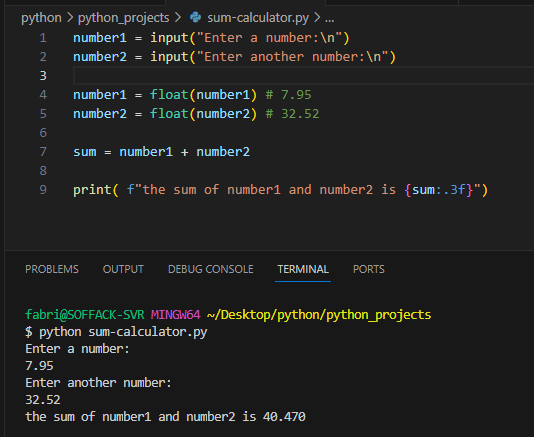 python > python_projects > sum-calculator.py > ...
1 number1 = input("Enter a number:\n")
2 number2 = input("Enter another number:\n")
3
4 number1 = float(number1) # 7.95
5 number2 = float(number2) # 32.52
6
7 sum = number1 + number2
8
9 print( f"the sum of number1 and number2 is {sum:.3f}")
PROBLEMS OUTPUT DEBUG CONSOLE TERMINAL PORTS
fabri@SOFFACK-SVR MINGW64 ~/Desktop/python/python_projects
$ python sum-calculator.py
Enter a number:
7.95
Enter another number:
32.52
the sum of number1 and number2 is 40.470